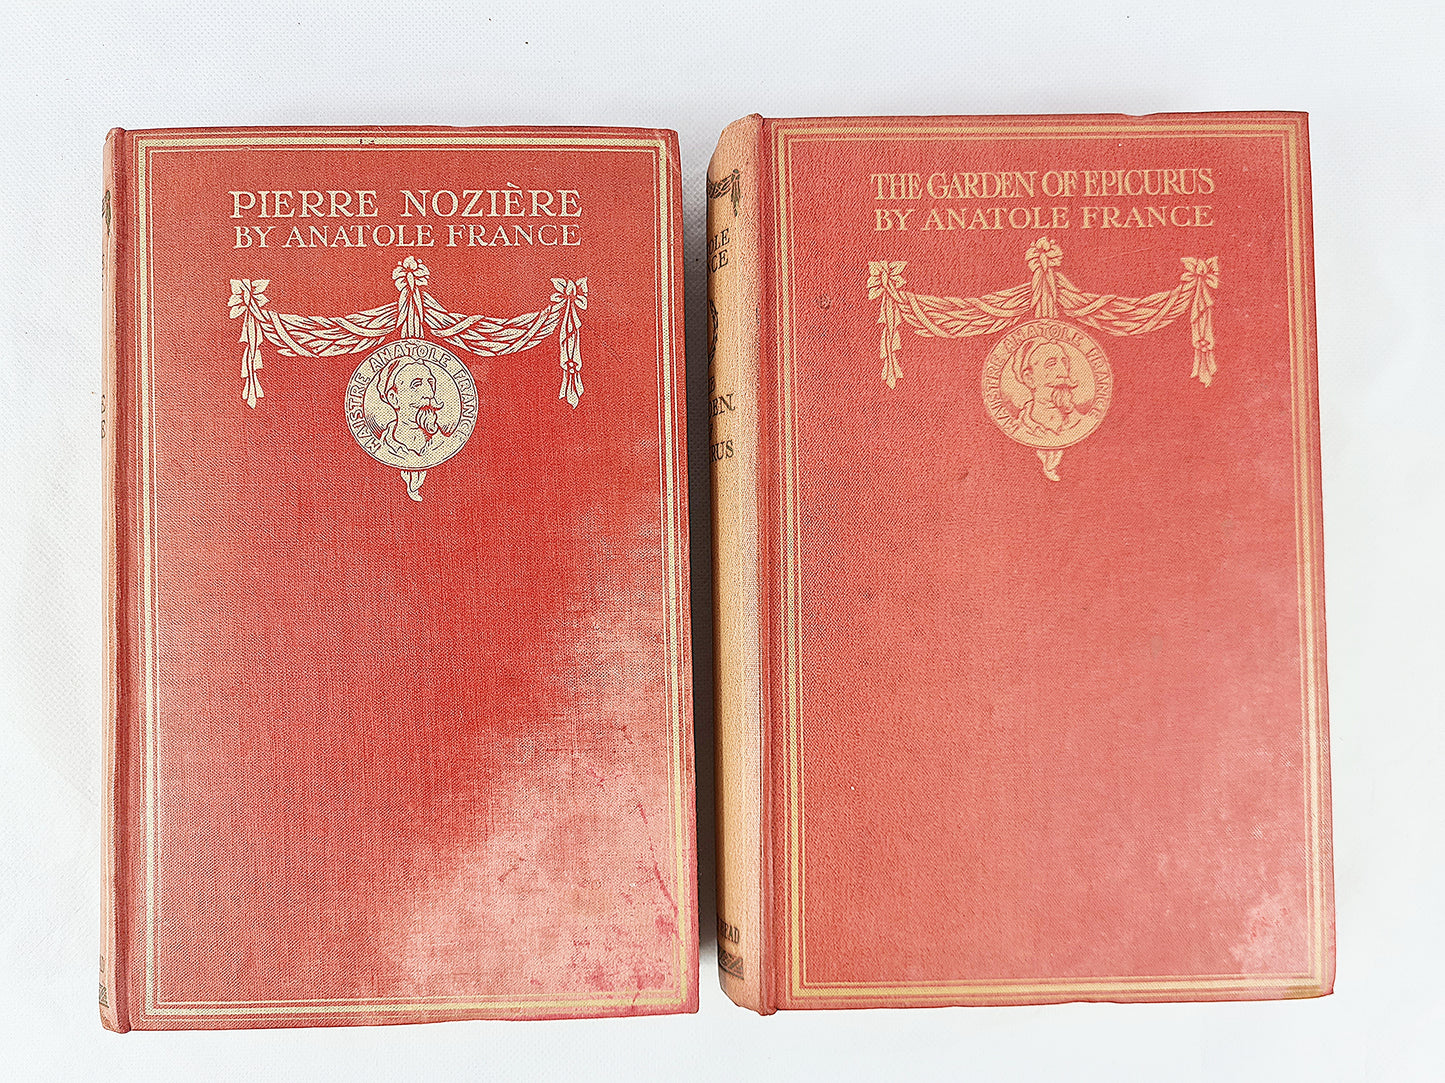 PIERRE NOZIÈRE
BY ANATOLE FRANCE
MAISTRE ANATOLE FRANCE
THE GARDEN OF EPICURUS
BY ANATOLE FRANCE
MAISTRE ANATOLE FRANCE